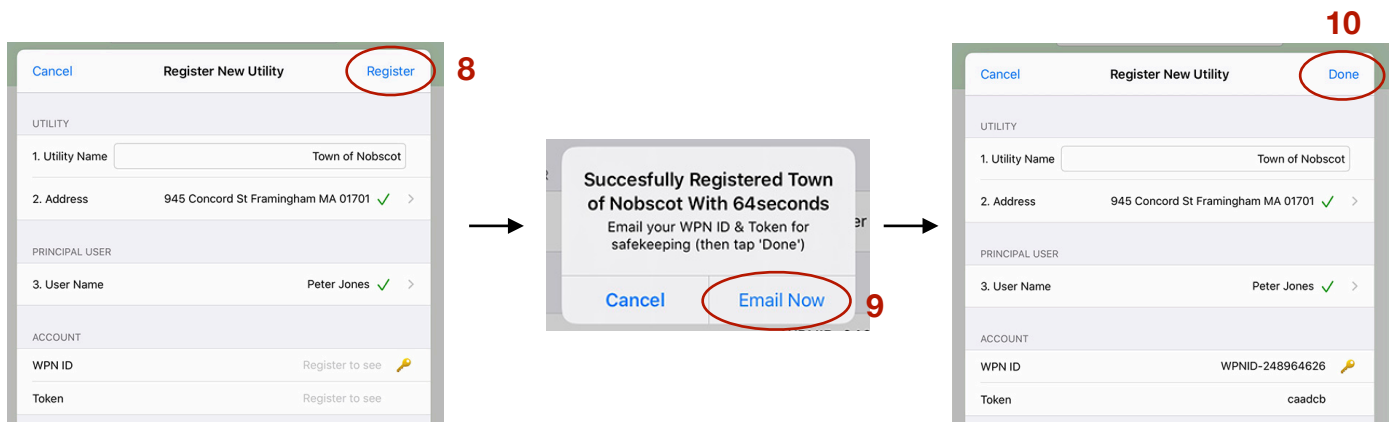 Cancel Register New Utility Register 8
UTILITY
1. Utility Name Town of Nobscot
2. Address 945 Concord St Framingham MA 01701
PRINCIPAL USER
3. User Name Peter Jones
ACCOUNT
WPN ID Register to see
Token Register to see
Succesfully Registered Town
of Nobscot With 64seconds
Email your WPN ID & Token for
safekeeping (then tap 'Done')
Cancel Email Now 9
10
Cancel Register New Utility Done
UTILITY
1. Utility Name Town of Nobscot
2. Address 945 Concord St Framingham MA 01701
PRINCIPAL USER
3. User Name Peter Jones
ACCOUNT
WPN ID WPNID-248964626
Token caadcb